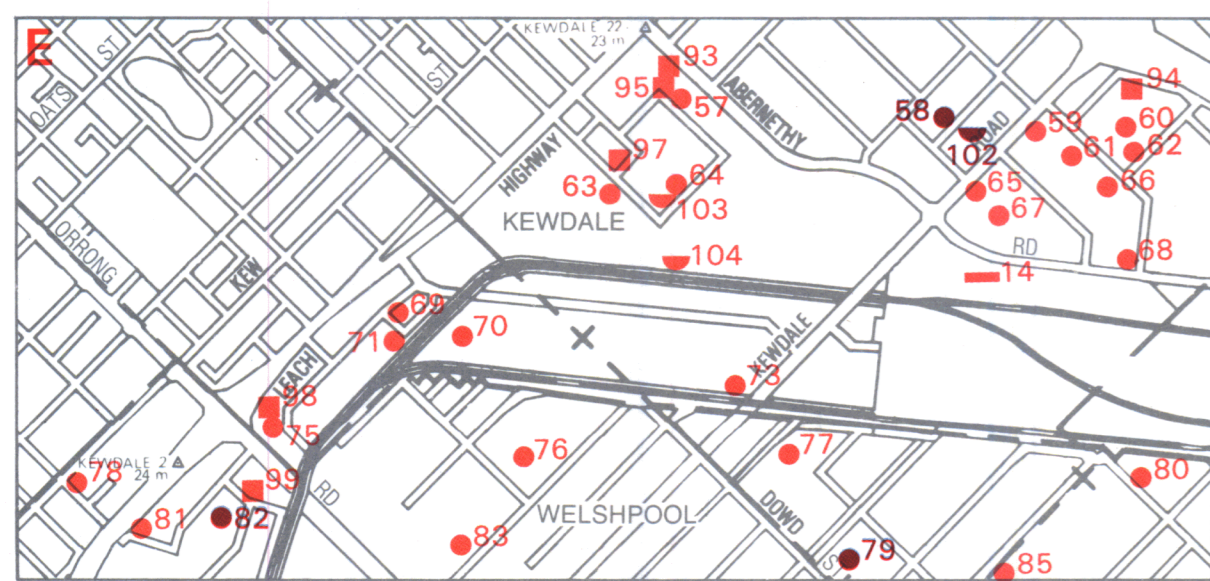 E
KEWDALE 22
23 m
OATS
ST
ST
93
95
57
ABERNETHY
94
58
ROAD
102
59
60
61
62
HIGHWAY
97
63
64
103
65
66
67
KEWDALE
ORRONG
KEW
104
RD
68
14
69
71
70
KEWDALE
73
LEACH
98
75
76
77
KEWDALE 2
24 m
78
99
RD
80
81
82
WELSHPOOL
DOWD
83
79
S
85